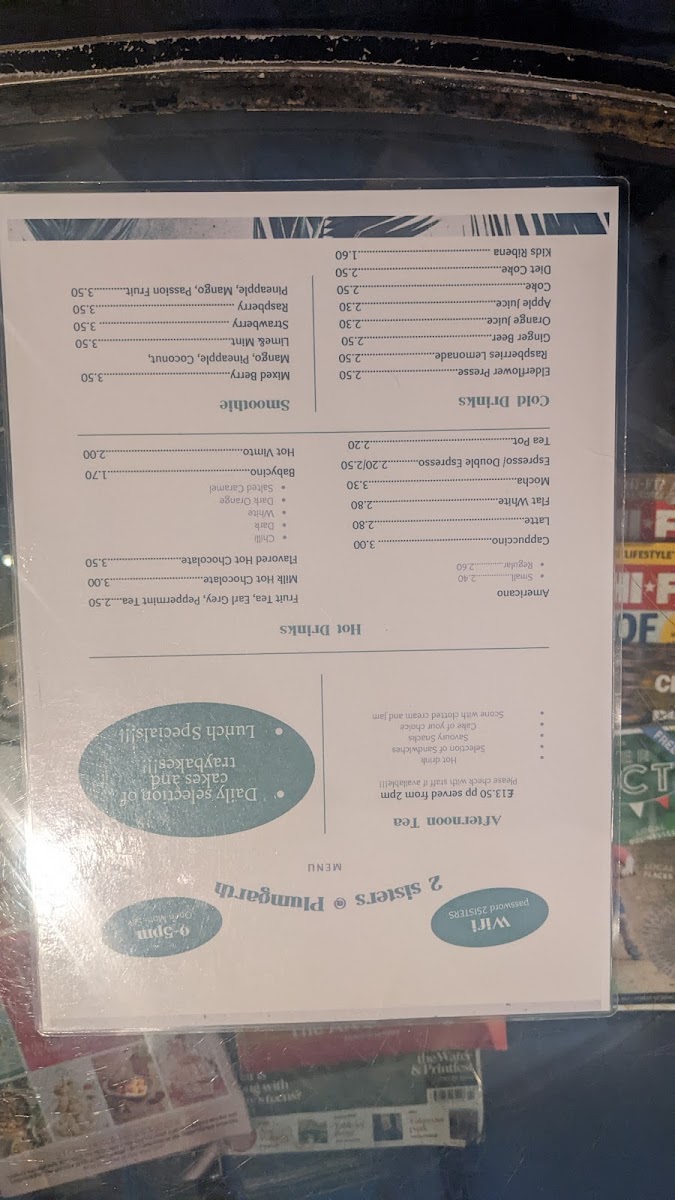 Wifi
password 2SISTERS
9-5pm
2 sisters @ Plumgarth
MENU
Afternoon Tea
£13.50 pp served from 2pm
Please check with staff if available!!!
Hot drink
Selection of Sandwiches
Savoury Snacks
Cake of your choice
Scone with clotted cream and jam
Daily selection of
cakes and
traybakes!!!
Lunch Specials!!!
Hot Drinks
Americano
Small..............2.40
Regular............2.60
Cappuccino............................ 3.00
Latte.............................2.80
Flat White.............................2.80
Mocha.............................3.30
Espresso/ Double Espresso..........2.20/2.50
Tea Pot.............................2.20
Fruit Tea, Earl Grey, Peppermint Tea....2.50
Milk Hot Chocolate......................3.00
Flavored Hot Chocolate....................3.50
Chilli
Dark
White
Dark Orange
Salted Caramel
Babycino.............................1.70
Hot Vimto.............................2.00
Cold Drinks
Elderflower Presse.....................2.50
Raspberries Lemonade.................2.50
Ginger Beer.............................2.50
Orange Juice.............................2.30
Apple Juice.............................2.30
Coke.............................2.50
Diet Coke.............................2.50
Kids Ribena .............................1.60
Smoothie
Mixed Berry.............................3.50
Mango, Pineapple, Coconut,
Lime& Mint.............................3.50
Strawberry ............................. 3.50
Raspberry .............................3.50
Pineapple, Mango, Passion Fruit..........3.50
LIFESTYLE
the Water
& Printfest
LOCAL
PLACES